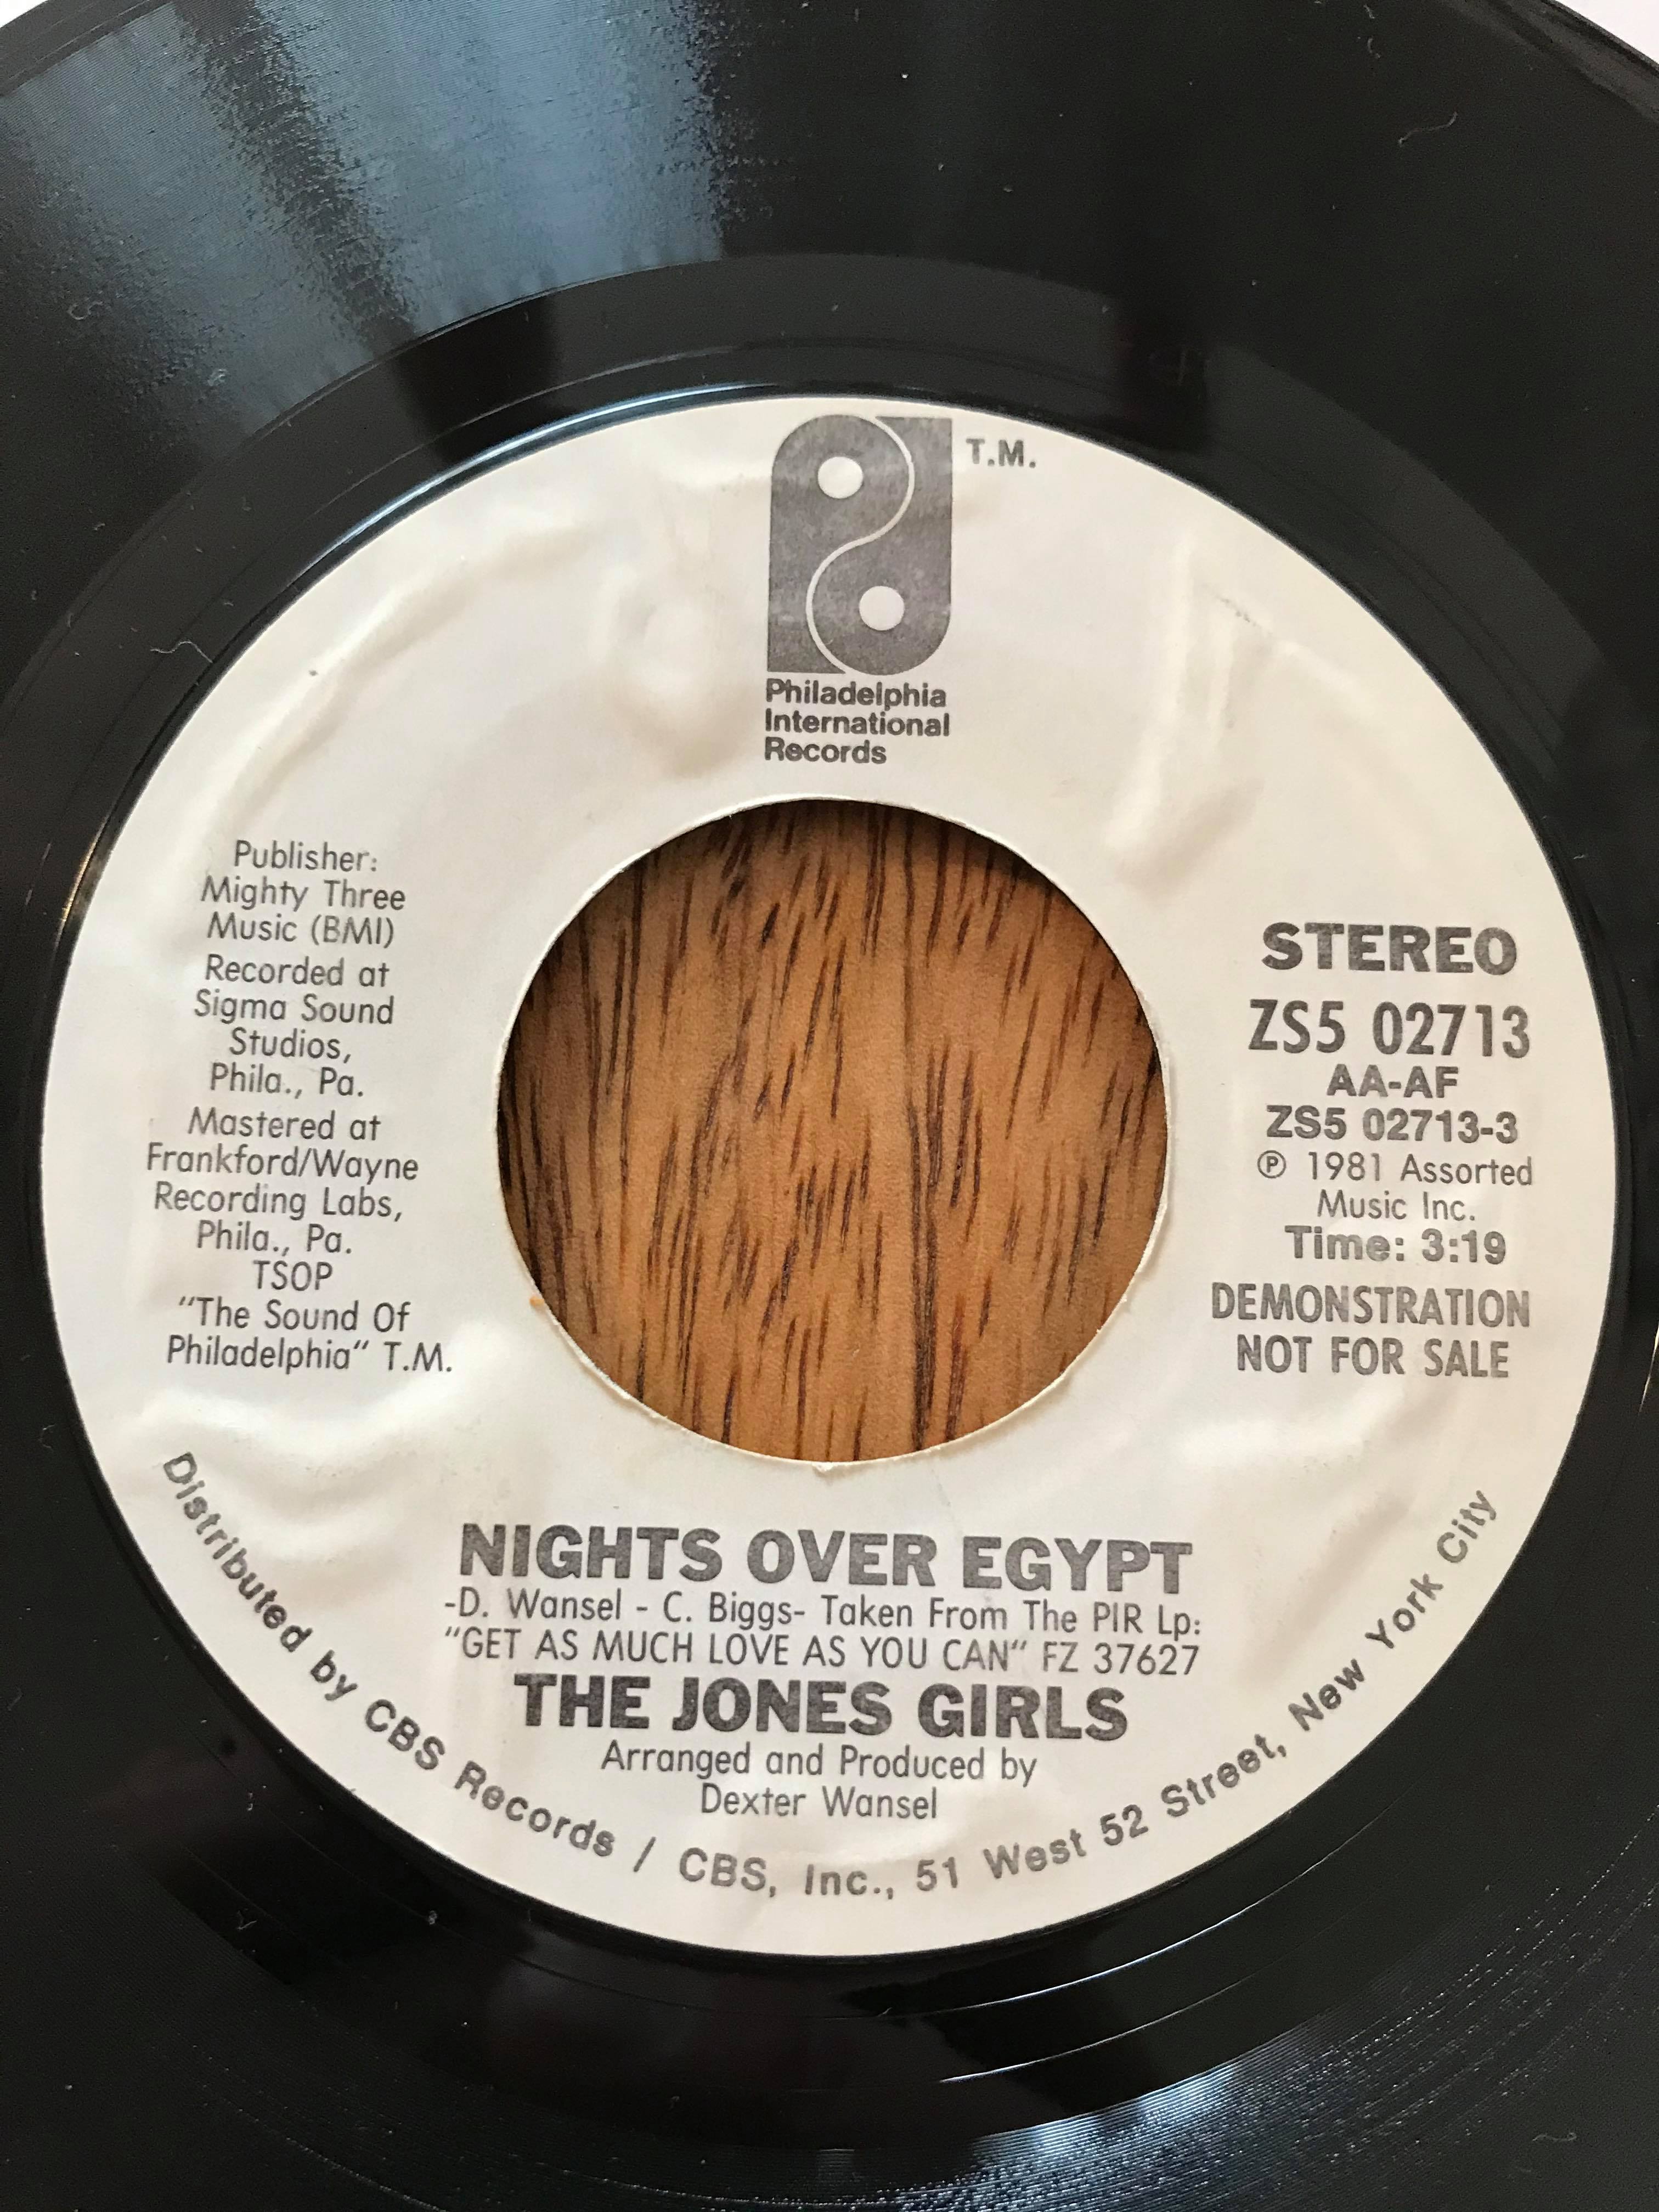 T.M.
Philadelphia
International
Records
Publisher:
Mighty Three
Music (BMI)
Recorded at
Sigma Sound
Studios,
Phila., Pa.
Mastered at
Frankford/Wayne
Recording Labs,
Phila., Pa.
TSOP
"The Sound Of
Philadelphia" T.M.
STEREO
ZS5 02713
AA-AF
ZS5 02713-3
℗ 1981 Assorted
Music Inc.
Time: 3:19
DEMONSTRATION
NOT FOR SALE
NIGHTS OVER EGYPT
-D. Wansel - C. Biggs- Taken From The PIR Lp:
"GET AS MUCH LOVE AS YOU CAN" FZ 37627
THE JONES GIRLS
Arranged and Produced by
Dexter Wansel
Distributed by CBS Records / CBS, Inc., 51 West 52 Street, New York City